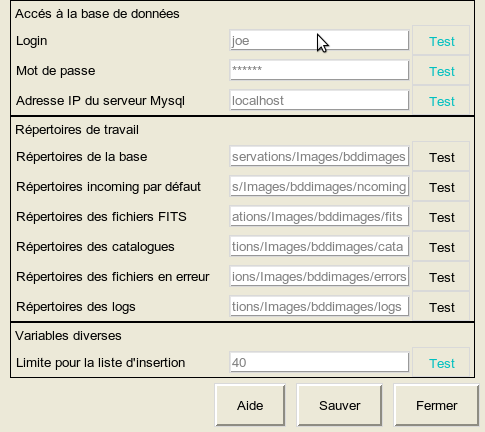 Accés à la base de données
Login joe Test
Mot de passe ****** Test
Adresse IP du serveur Mysql localhost Test
Répertoires de travail
Répertoires de la base servations/Images/bddimages Test
Répertoires incoming par défaut s/Images/bddimages/ncoming Test
Répertoires des fichiers FITS ations/Images/bddimages/fits Test
Répertoires des catalogues tions/Images/bddimages/cata Test
Répertoires des fichiers en erreur ions/Images/bddimages/errors Test
Répertoires des logs tions/Images/bddimages/logs Test
Variables diverses
Limite pour la liste d'insertion 40 Test
Aide Sauver Fermer